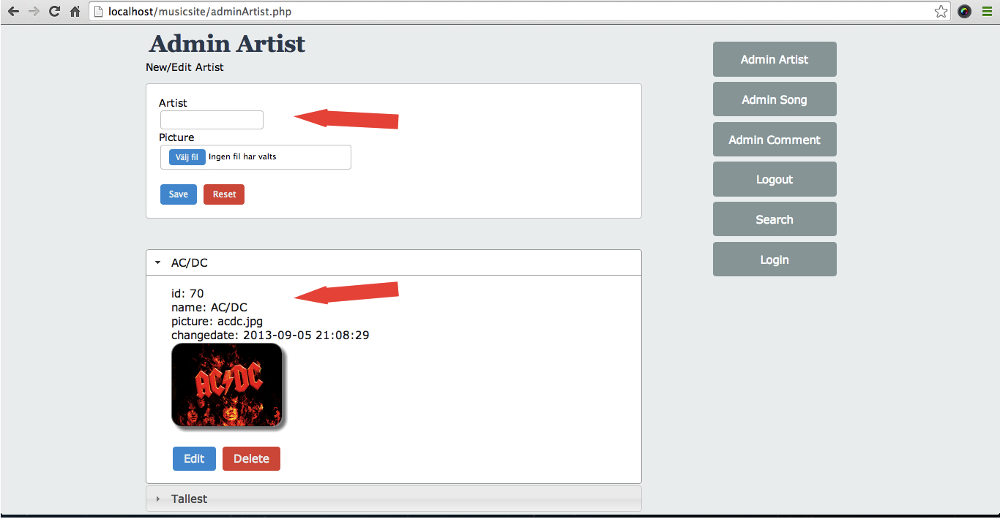 localhost/musicsite/adminArtist.php
Admin Artist
New/Edit Artist
Artist
Picture
Välj fil Ingen fil har valts
Save Reset
AC/DC
id: 70
name: AC/DC
picture: acdc.jpg
changedate: 2013-09-05 21:08:29
AC/DC
Edit Delete
Tallest
Admin Artist
Admin Song
Admin Comment
Logout
Search
Login